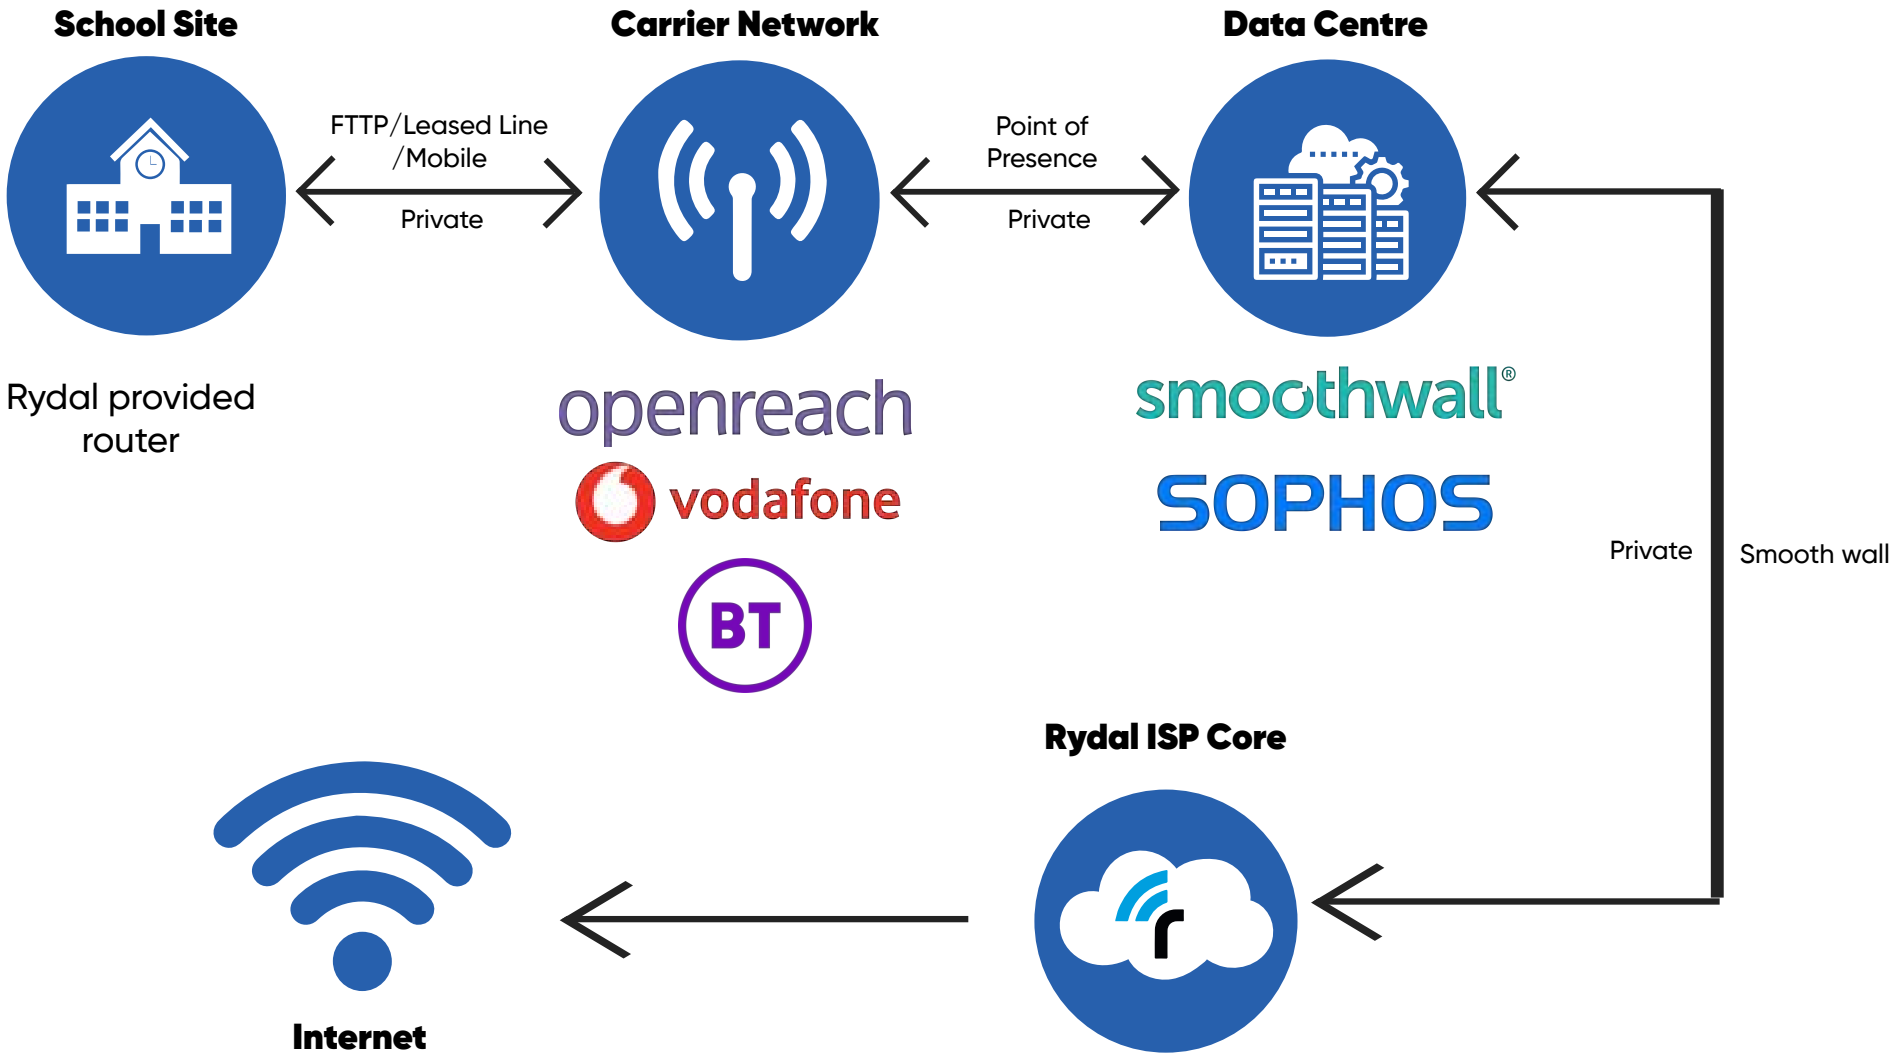 School Site
Carrier Network
Data Centre
FTTP/Leased Line
/Mobile
Private
Point of
Presence
Private
Rydal provided
router
openreach
vodafone
BT
smoothwall®
SOPHOS
Private
Smooth wall
Rydal ISP Core
r
Internet